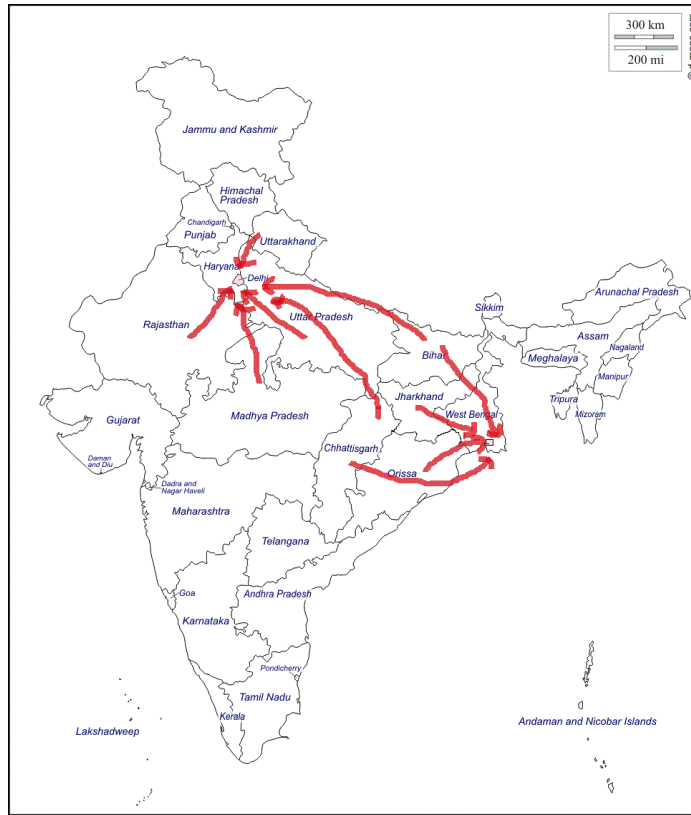 300 km
200 mi
Jammu and Kashmir
Himachal
Pradesh
Chandigarh
Punjab
Uttarakhand
Haryana
Delhi
Rajasthan
Uttar Pradesh
Sikkim
Arunachal Pradesh
Assam
Nagaland
Meghalaya
Manipur
Bihar
Tripura
Mizoram
Jharkhand
West Bengal
Gujarat
Madhya Pradesh
Chhattisgarh
Daman
and Diu
Orissa
Dadra and
Nagar Haveli
Maharashtra
Telangana
Goa
Andhra Pradesh
Karnataka
Pondicherry
Tamil Nadu
Kerala
Lakshadweep
Andaman and Nicobar Islands